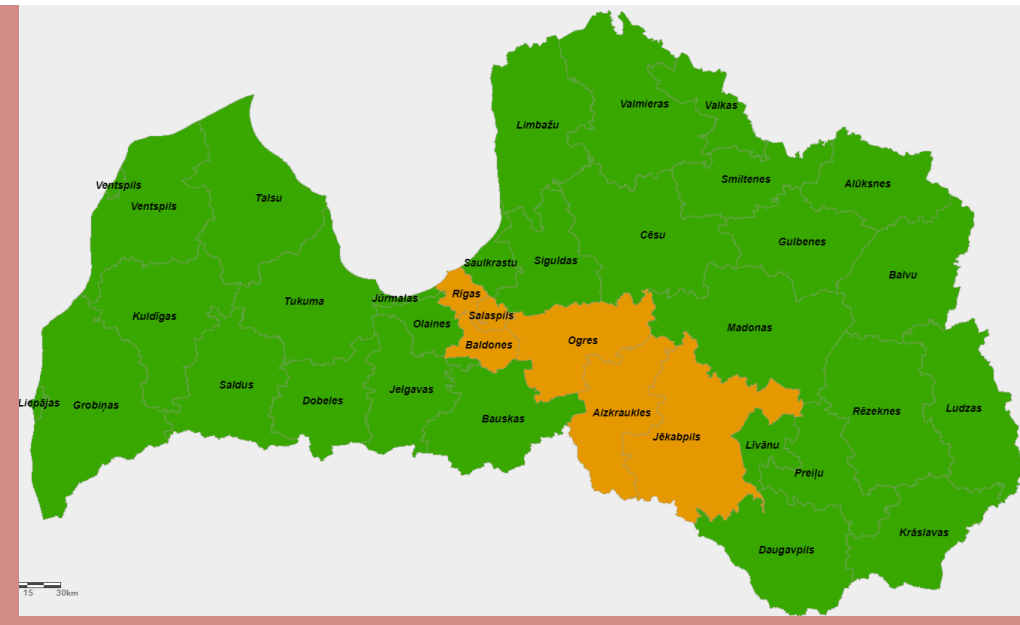 Valmieras
Valkas
Limbažu
Smiltenes
Alūksnes
Ventspils
Ventspils
Talsu
Cēsu
Gulbenes
Saulkrastu
Siguldas
Balvu
Rīgas
Jūrmalas
Tukuma
Kuldīgas
Salaspils
Olaines
Madonas
Ogres
Baldones
Saldus
Jelgavas
Dobeles
Liepājas
Grobiņas
Bauskas
Aizkraukles
Rēzeknes
Ludzas
Jēkabpils
Līvānu
Preiļu
Krāslavas
Daugavpils
15 30km